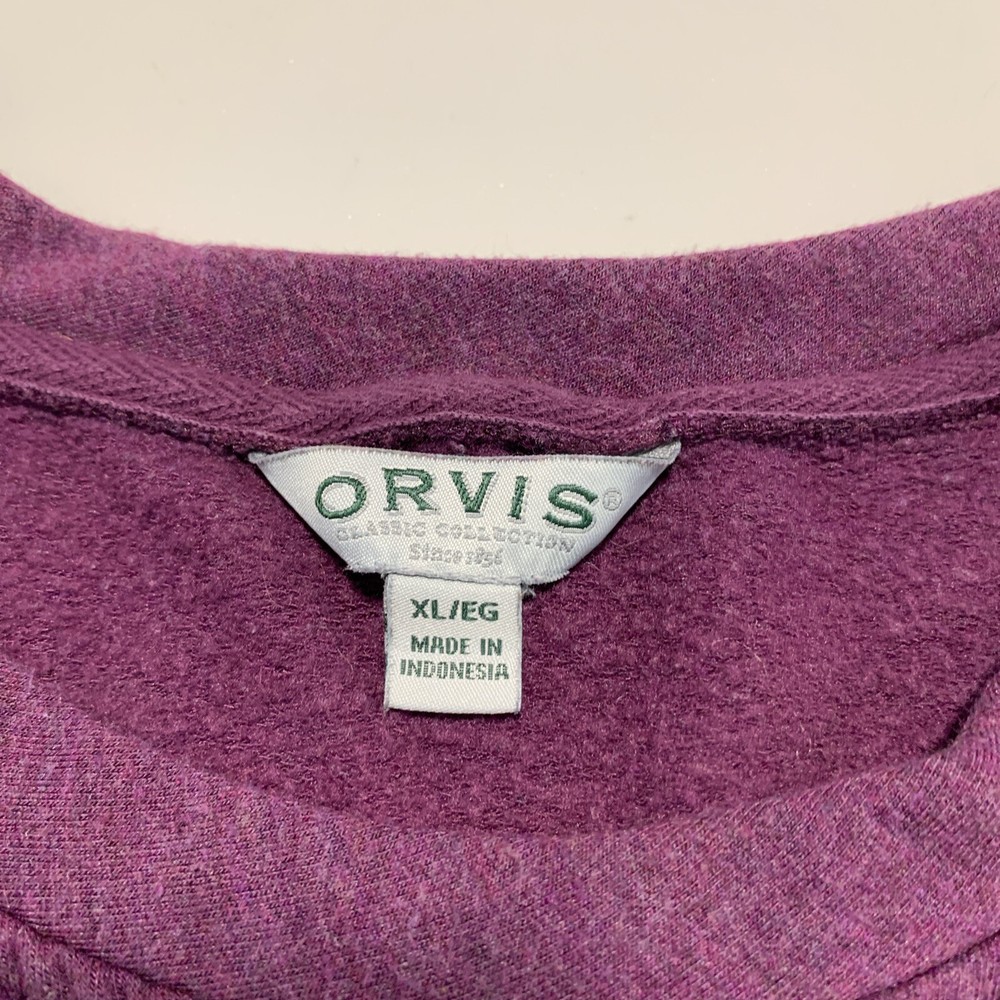 ORVIS®
CLASSIC COLLECTION
Since 1856
XL/EG
MADE IN
INDONESIA